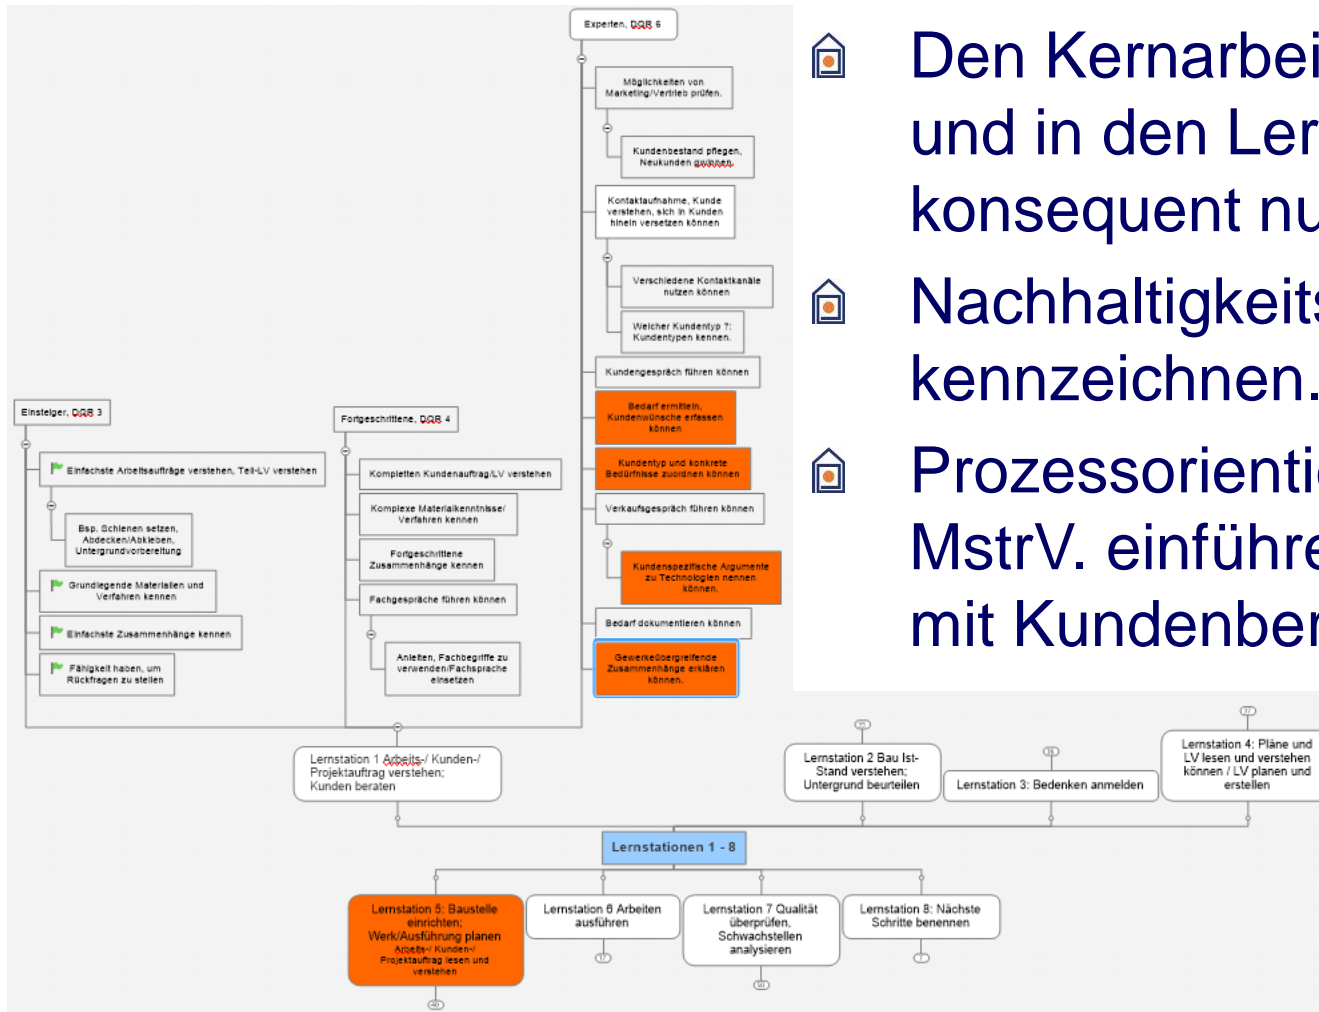 Experten, DQR 6
Möglichkeiten von
Marketing/Vertrieb prüfen.
Kundenbestand pflegen,
Neukunden gwinnen.
Kontaktaufnahme, Kunde
verstehen, sich in Kunden
hinein versetzen können
Verschiedene Kontaktkanäle
nutzen können
Welcher Kundentyp ?:
Kundentypen kennen.
Kundengespräch führen können
Bedarf ermitteln,
Kundenwünsche erfassen
können
Kundentyp und konkrete
Bedürfnisse zuordnen können
Verkaufsgespräch führen können
Kundenspezifische Argumente
zu Technologien nennen
können.
Bedarf dokumentieren können
Gewerkeübergreifende
Zusammenhänge erklären
können.
Einsteiger, DQR 3
Einfachste Arbeitsaufträge verstehen, Teil-LV verstehen
Bsp. Schienen setzen,
Abdecken/Abkleben,
Untergrundvorbereitung
Grundlegende Materialien und
Verfahren kennen
Einfachste Zusammenhänge kennen
Fähigkeit haben, um
Rückfragen zu stellen
Fortgeschrittene, DQR 4
Kompletten Kundenauftrag/LV verstehen
Komplexe Materialkenntnisse/
Verfahren kennen
Fortgeschrittene
Zusammenhänge kennen
Fachgespräche führen können
Anleiten, Fachbegriffe zu
verwenden/Fachsprache
einsetzen
Den Kernarbei
und in den Ler
konsequent nu
Nachhaltigkeits
kennzeichnen.
Prozessorientie
MstrV. einführe
mit Kundenber
Lernstation 1 Arbeits-/ Kunden-/
Projektauftrag verstehen;
Kunden beraten
Lernstation 2 Bau Ist-
Stand verstehen;
Untergrund beurteilen
Lernstation 3: Bedenken anmelden
Lernstation 4: Pläne und
LV lesen und verstehen
können / LV planen und
erstellen
Lernstationen 1 - 8
Lernstation 5: Baustelle
einrichten;
Werk/Ausführung planen
Arbeits-/ Kunden-/
Projektauftrag lesen und
verstehen
Lernstation 6 Arbeiten
ausführen
17
Lernstation 7 Qualität
überprüfen,
Schwachstellen
analysieren
Lernstation 8: Nächste
Schritte benennen
7